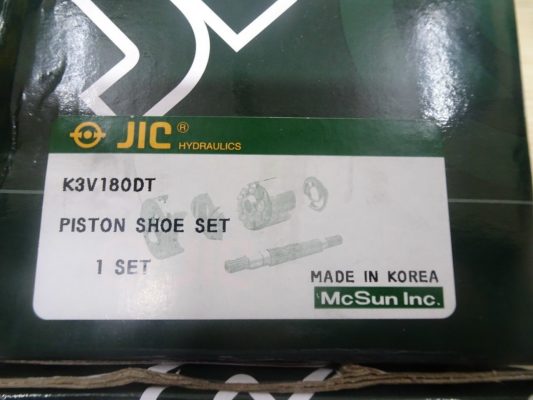 JIC ®
HYDRAULICS
K3V180DT
PISTON SHOE SET
1 SET
MADE IN KOREA
McSun Inc.